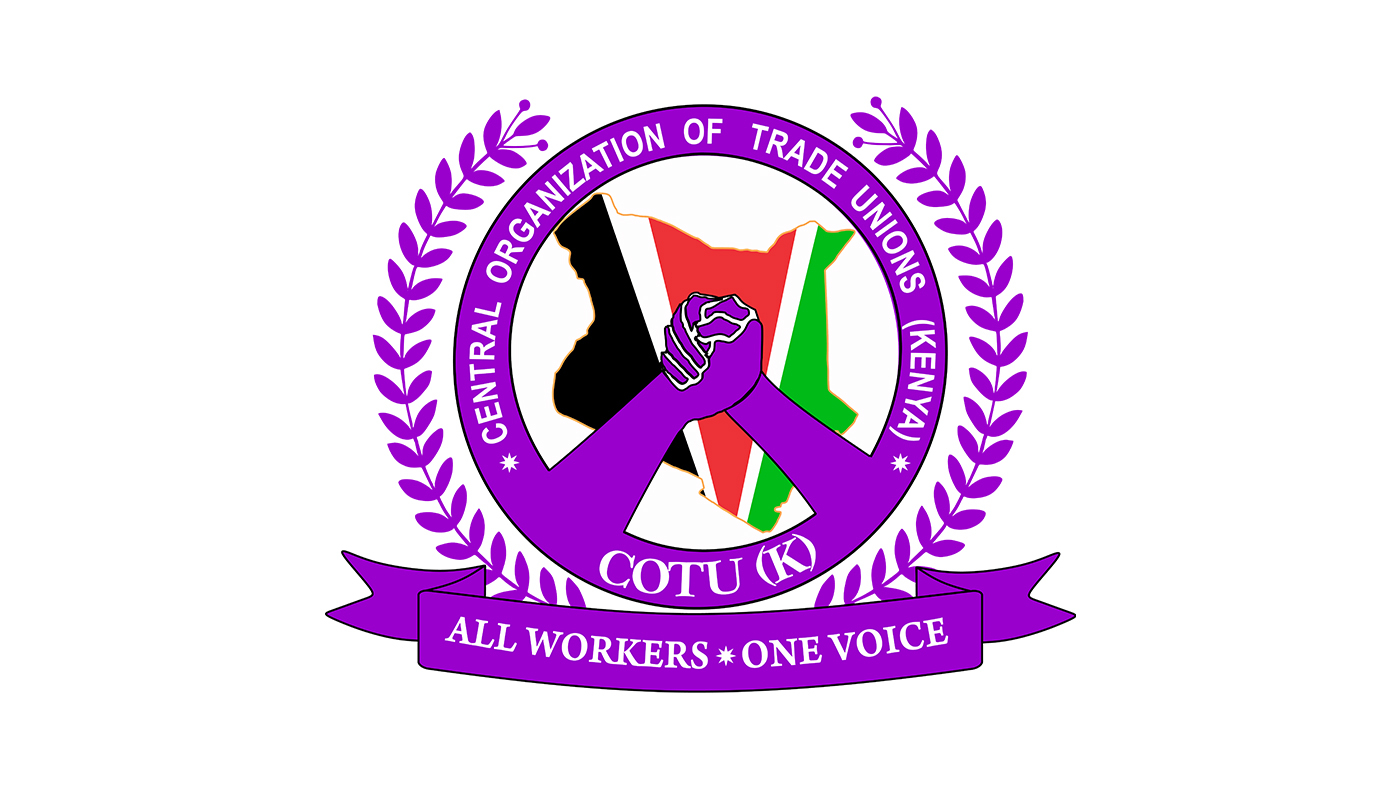 CENTRAL ORGANIZATION OF TRADE UNIONS (KENYA)
COTU (K)
ALL WORKERS * ONE VOICE